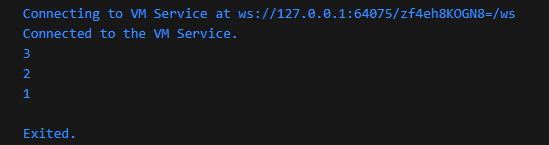 Connecting to VM Service at ws://127.0.0.1:64075/zf4eh8KOGN8=/ws
Connected to the VM Service.
3
2
1
Exited.